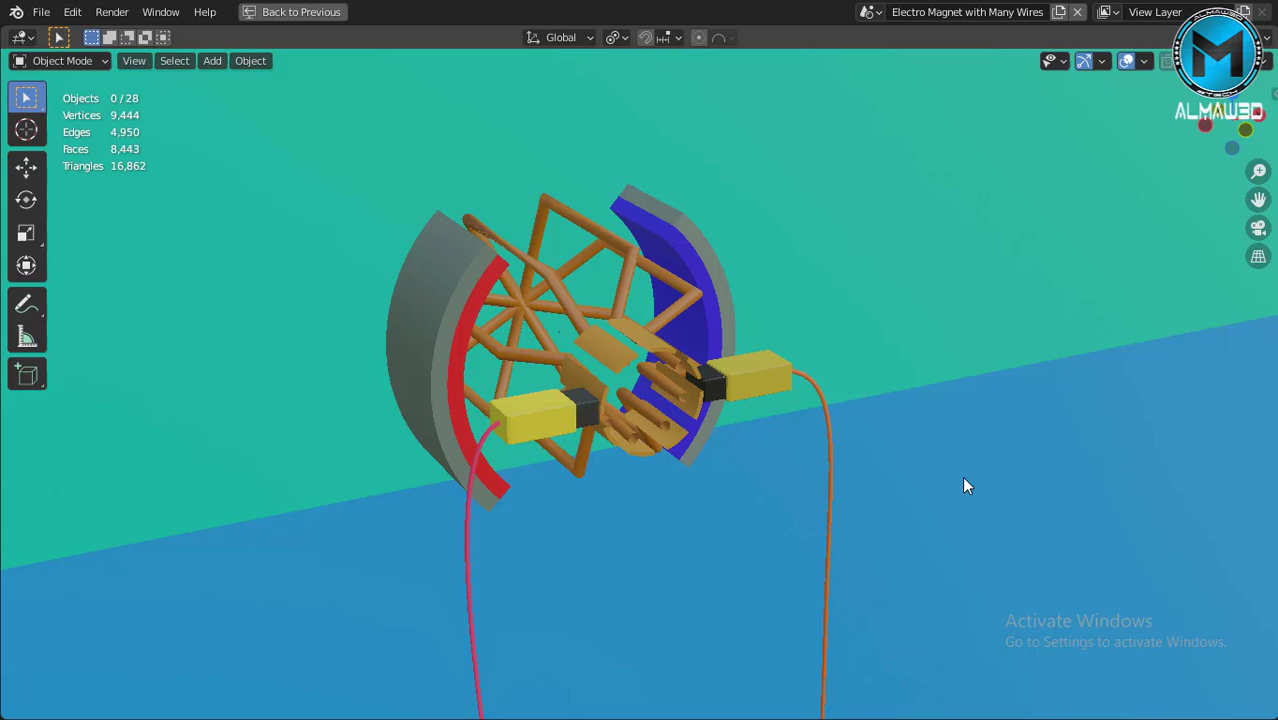 File Edit Render Window Help Back to Previous Electro Magnet with Many Wires View Layer
Global
Object Mode View Select Add Object
Objects 0 / 28
Vertices 9,444
Edges 4,950
Faces 8,443
Triangles 16,862
ALMAW3D
Activate Windows
Go to Settings to activate Windows.